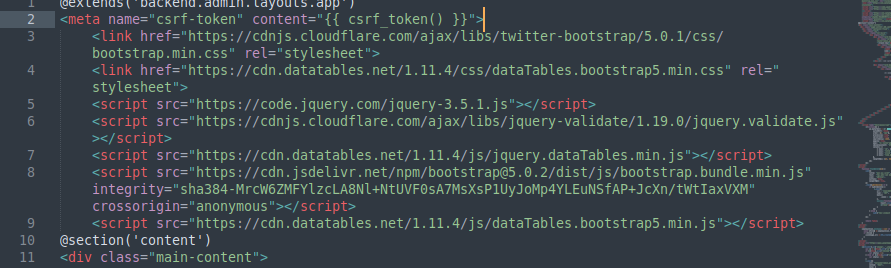 1 @extends('backend.admin.layouts.app')
2 <meta name="csrf-token" content="{{ csrf_token() }}">
3 <link href="https://cdnjs.cloudflare.com/ajax/libs/twitter-bootstrap/5.0.1/css/
bootstrap.min.css" rel="stylesheet">
4 <link href="https://cdn.datatables.net/1.11.4/css/dataTables.bootstrap5.min.css" rel="
stylesheet">
5 <script src="https://code.jquery.com/jquery-3.5.1.js"></script>
6 <script src="https://cdnjs.cloudflare.com/ajax/libs/jquery-validate/1.19.0/jquery.validate.js"
></script>
7 <script src="https://cdn.datatables.net/1.11.4/js/jquery.dataTables.min.js"></script>
8 <script src="https://cdn.jsdelivr.net/npm/bootstrap@5.0.2/dist/js/bootstrap.bundle.min.js"
integrity="sha384-MrcW6ZMFYlzcLA8Nl+NtUVF0sA7MsXsP1UyJoMp4YLEuNSfAP+JcXn/tWtIaxVXM"
crossorigin="anonymous"></script>
9 <script src="https://cdn.datatables.net/1.11.4/js/dataTables.bootstrap5.min.js"></script>
10 @section('content')
11 <div class="main-content">